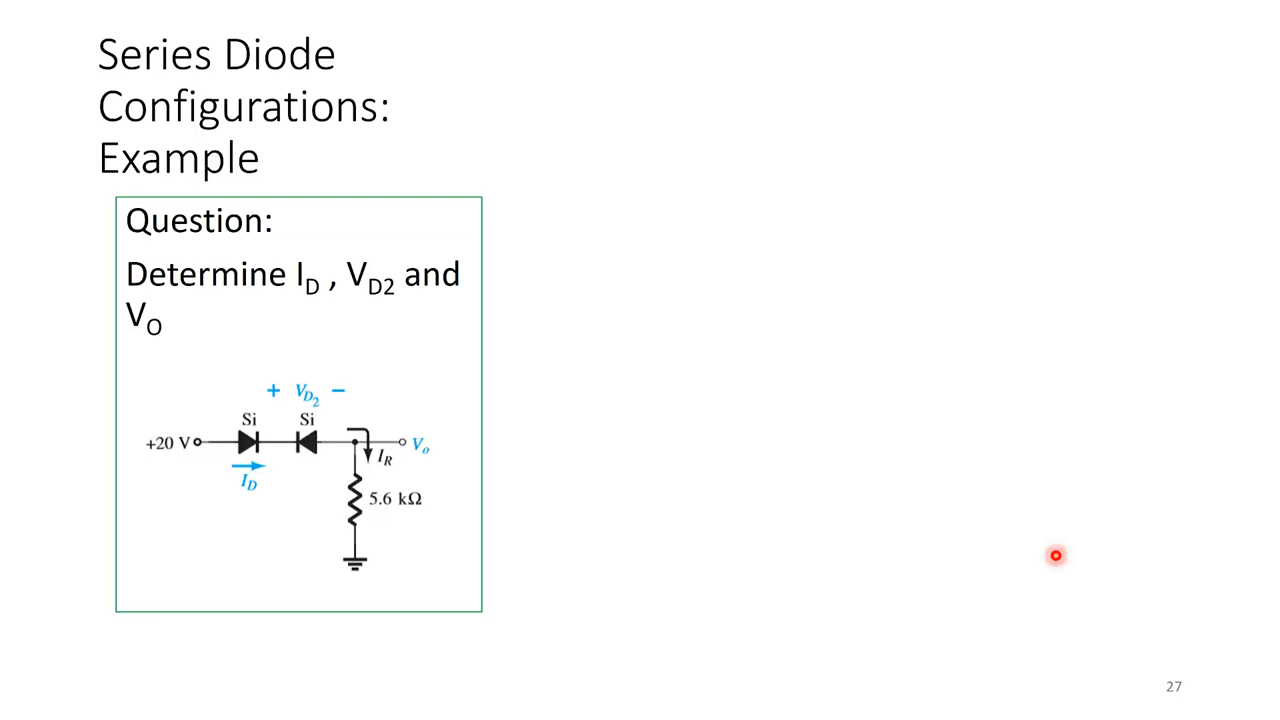 Series Diode
Configurations:
Example
Question:
Determine I_D , V_D2 and
V_O
+ V_D2 −
Si Si
+20 V V_o
I_R
I_D
5.6 kΩ
27